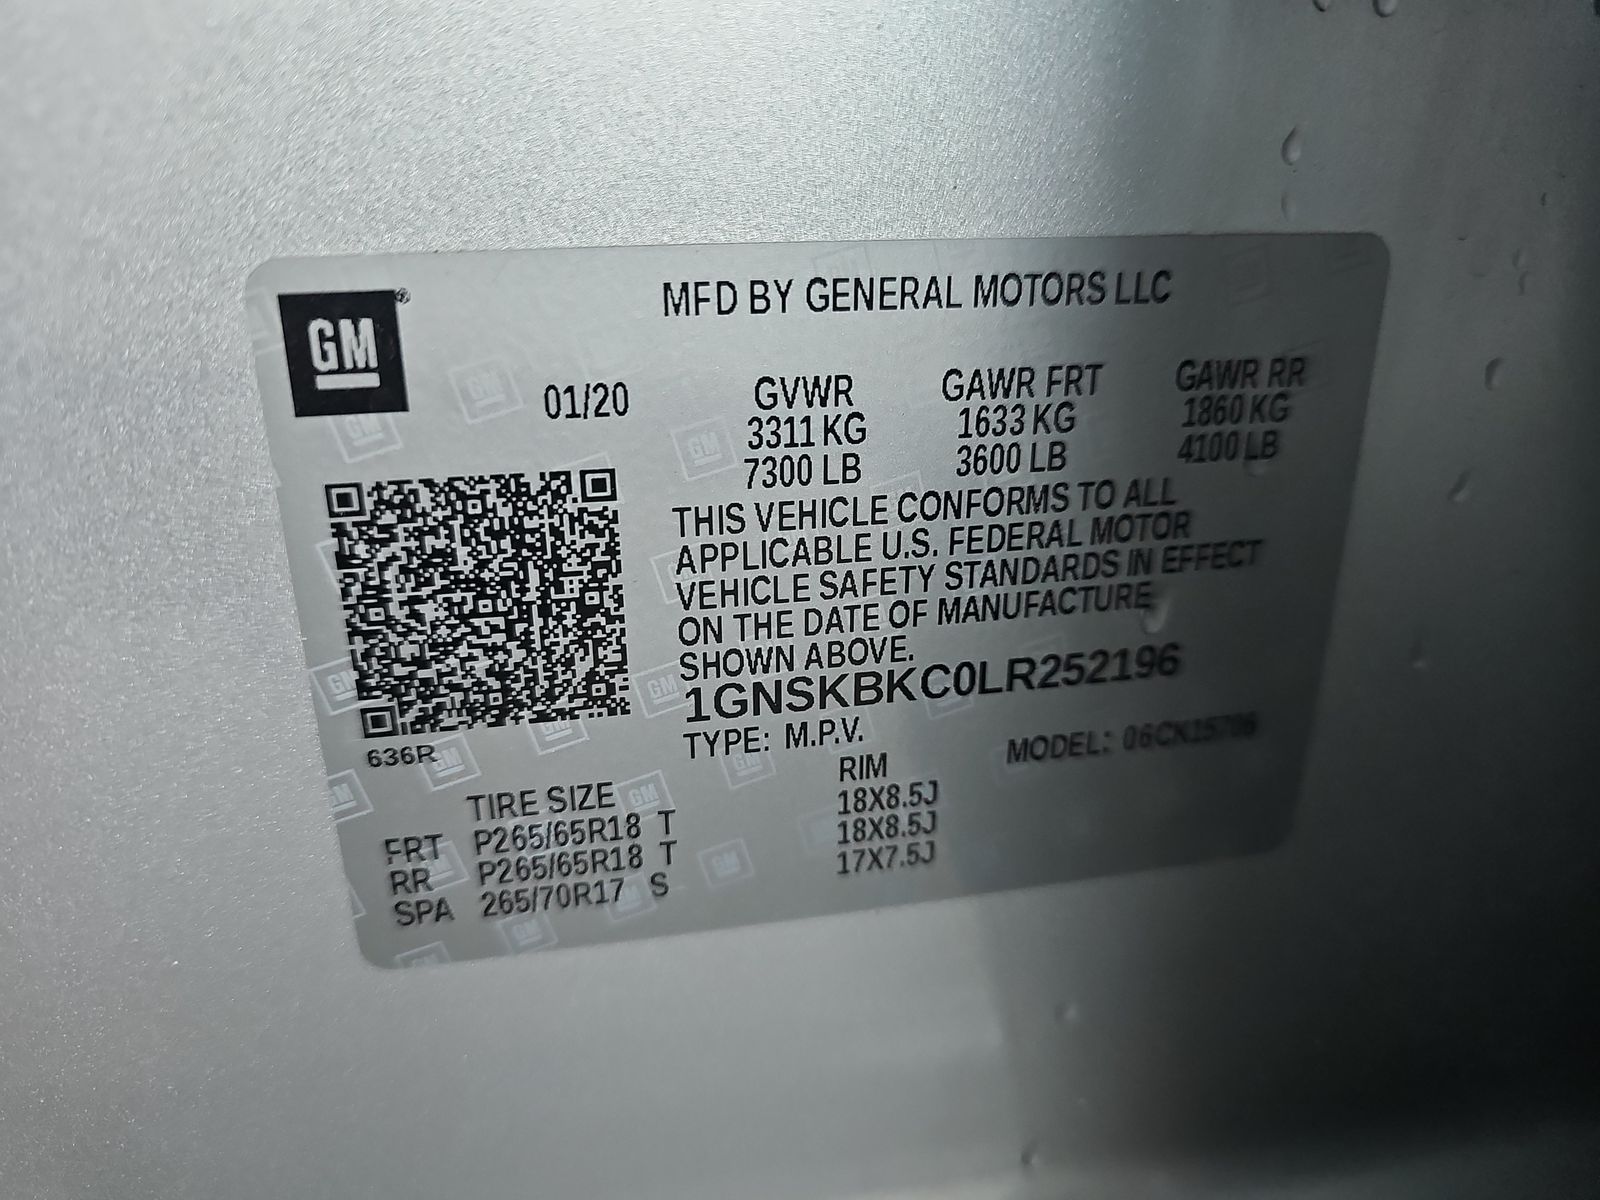 GM®
MFD BY GENERAL MOTORS LLC
01/20
GVWR GAWR FRT GAWR RR
3311 KG 1633 KG 1860 KG
7300 LB 3600 LB 4100 LB
THIS VEHICLE CONFORMS TO ALL
APPLICABLE U.S. FEDERAL MOTOR
VEHICLE SAFETY STANDARDS IN EFFECT
ON THE DATE OF MANUFACTURE
SHOWN ABOVE.
1GNSKBKC0LR252196
TYPE: M.P.V. MODEL: 06CK15706
636R
TIRE SIZE RIM
FRT P265/65R18 T 18X8.5J
RR P265/65R18 T 18X8.5J
SPA 265/70R17 S 17X7.5J